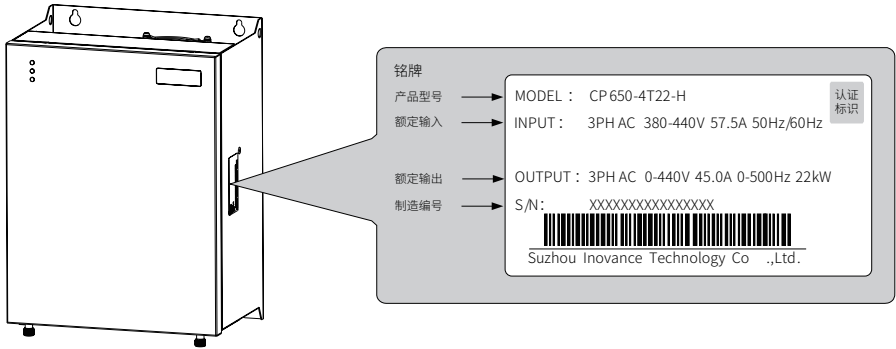 铭牌
产品型号 MODEL： CP650-4T22-H
认证
标识
额定输入 INPUT： 3PH AC 380-440V 57.5A 50Hz/60Hz
额定输出 OUTPUT： 3PH AC 0-440V 45.0A 0-500Hz 22kW
制造编号 S/N： XXXXXXXXXXXXXXXX
Suzhou Inovance Technology Co .,Ltd.